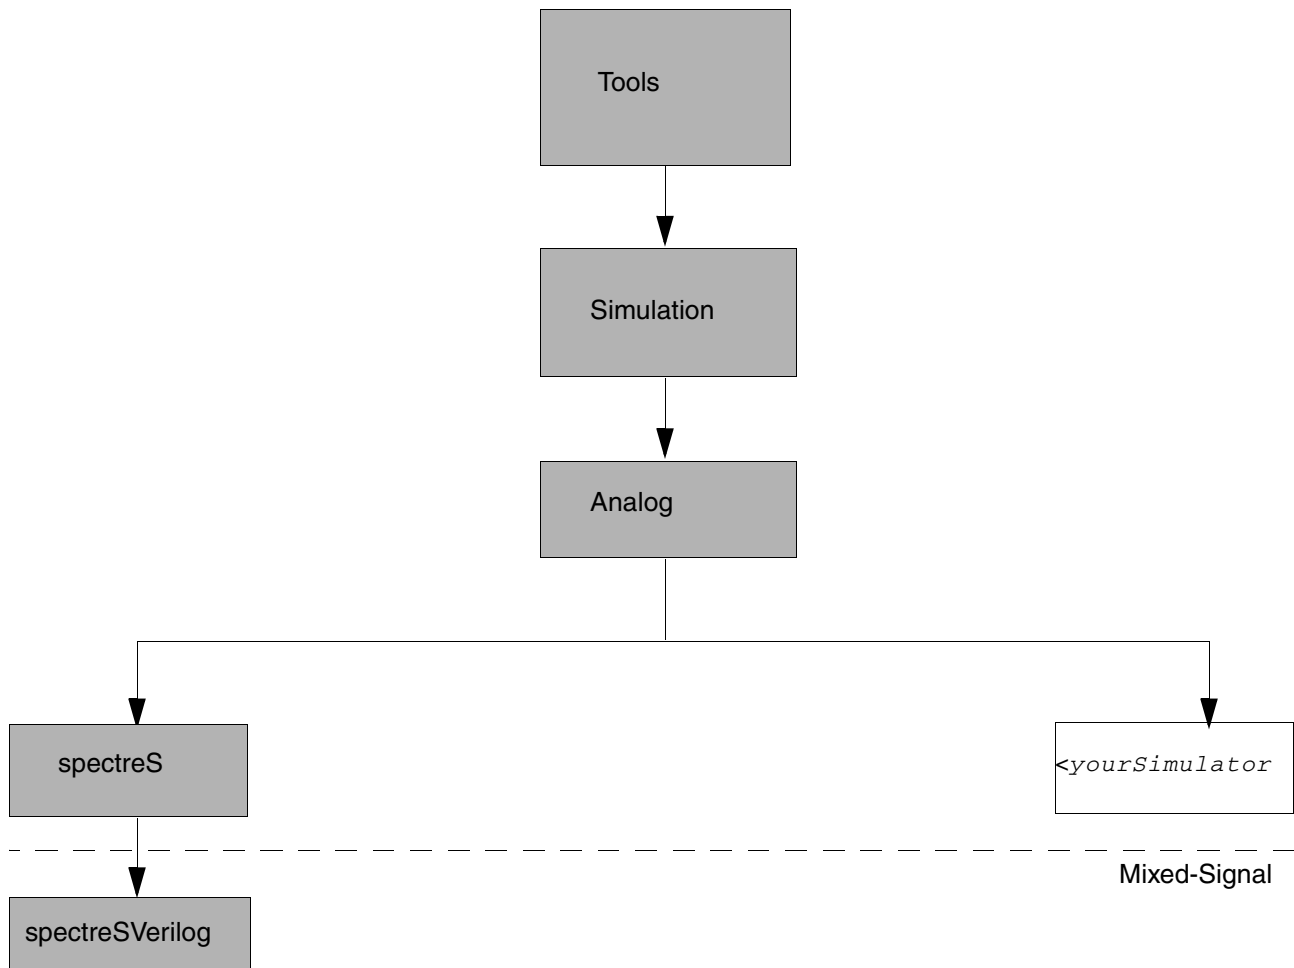 Tools
Simulation
Analog
spectreS
<yourSimulator
Mixed-Signal
spectreSVerilog